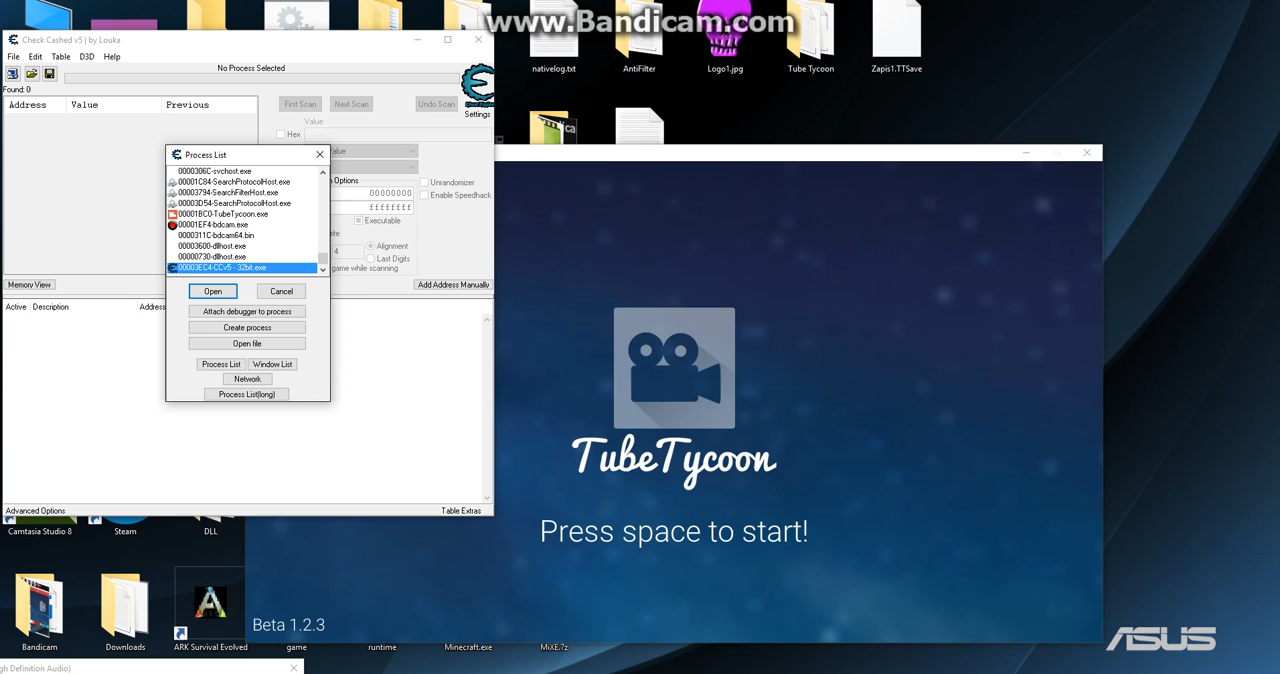 www.Bandicam.com
nativelog.txt
AntiFilter
Logo1.jpg
Tube Tycoon
Zapis1.TTSave
Check Cashed v5 | by Louka
File Edit Table D3D Help
No Process Selected
Found: 0
Address Value Previous
First Scan Next Scan Undo Scan
Settings
Value:
Hex
Process List
0000306C-svchost.exe
00001C84-SearchProtocolHost.exe
00003794-SearchFilterHost.exe
00003D54-SearchProtocolHost.exe
00001BC0-TubeTycoon.exe
00001EF4-bdcam.exe
0000311C-bdcam64.bin
00003600-dllhost.exe
00000730-dllhost.exe
00003EC4-CCv5 - 32bit.exe
Open Cancel
Attach debugger to process
Create process
Open file
Process List Window List
Network
Process List(long)
alue
Options
00000000
ffffffff
Unrandomizer
Enable Speedhack
Executable
rite
4
Alignment
Last Digits
game while scanning
Memory View
Add Address Manually
Active Description Address
Advanced Options
Table Extras
TubeTycoon
Press space to start!
Beta 1.2.3
Camtasia Studio 8
Steam
DLL
Bandicam
Downloads
ARK Survival Evolved
game
runtime
Minecraft.exe
MiXE.7z
ASUS
gh Definition Audio)